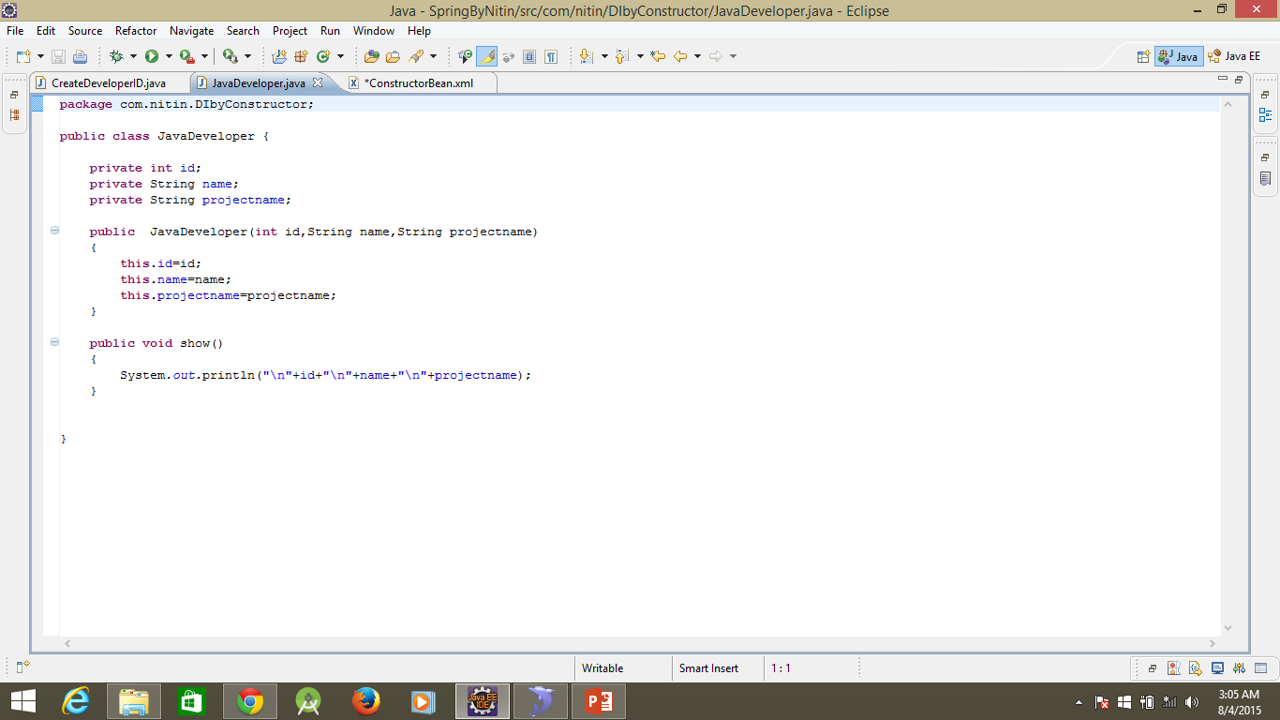 Java - SpringByNitin/src/com/nitin/DIbyConstructor/JavaDeveloper.java - Eclipse
File Edit Source Refactor Navigate Search Project Run Window Help
Java Java EE
CreateDeveloperID.java JavaDeveloper.java *ConstructorBean.xml
package com.nitin.DIbyConstructor;
public class JavaDeveloper {
private int id;
private String name;
private String projectname;
public  JavaDeveloper(int id,String name,String projectname)
{
this.id=id;
this.name=name;
this.projectname=projectname;
}
public void show()
{
System.out.println("\n"+id+"\n"+name+"\n"+projectname);
}
}
Writable Smart Insert 1 : 1
Java EE
IDE
3:05 AM
8/4/2015